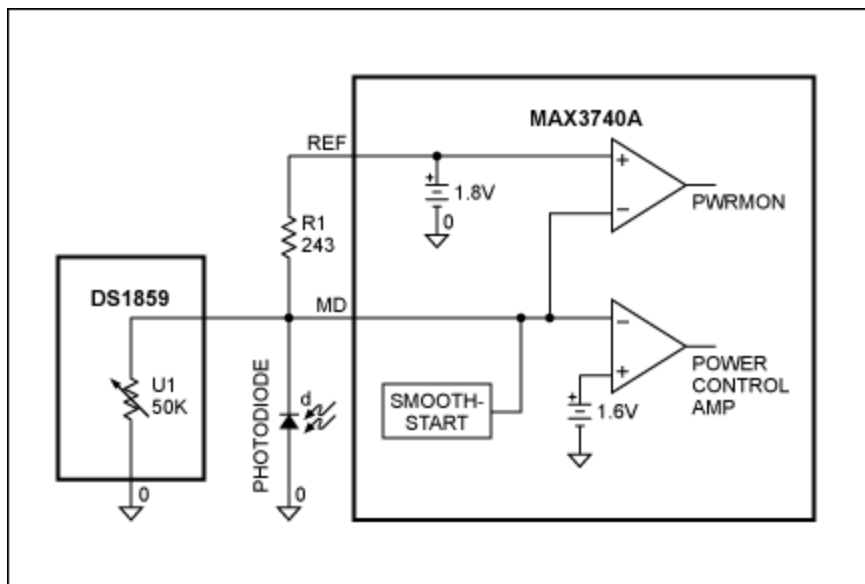 MAX3740A
REF
+
1.8V
0
+
−
PWRMON
R1
243
DS1859
MD
U1
50K
0
PHOTODIODE
d
0
SMOOTH-
START
−
+
+
1.6V
POWER
CONTROL
AMP